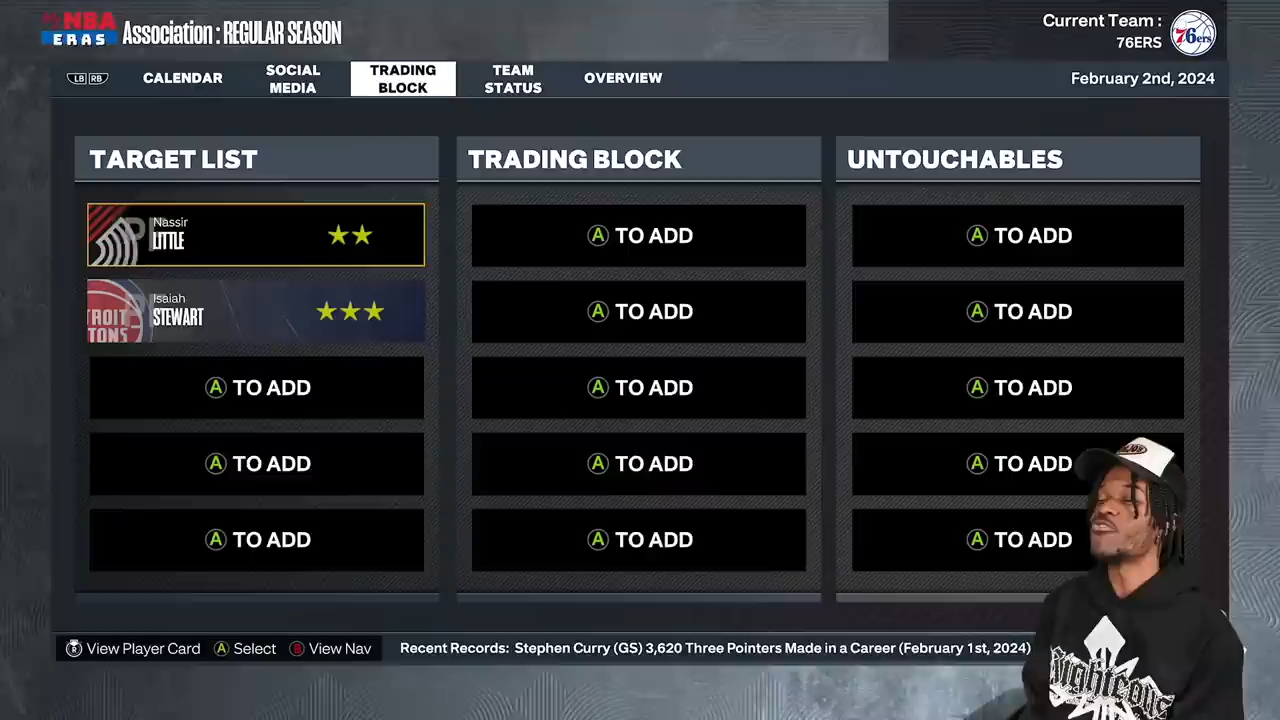 NBA
ERAS
Association : REGULAR SEASON
Current Team :
76ERS
76ers
LB RB
CALENDAR
SOCIAL
MEDIA
TRADING
BLOCK
TEAM
STATUS
OVERVIEW
February 2nd, 2024
TARGET LIST
TRADING BLOCK
UNTOUCHABLES
Nassir
LITTLE
A TO ADD
A TO ADD
TROIT
TONS
Isaiah
STEWART
A TO ADD
A TO ADD
A TO ADD
A TO ADD
A TO ADD
A TO ADD
A TO ADD
A TO ADD
A TO ADD
A TO ADD
A TO ADD
R View Player Card A Select B View Nav
Recent Records: Stephen Curry (GS) 3,620 Three Pointers Made in a Career (February 1st, 2024)
Righteous